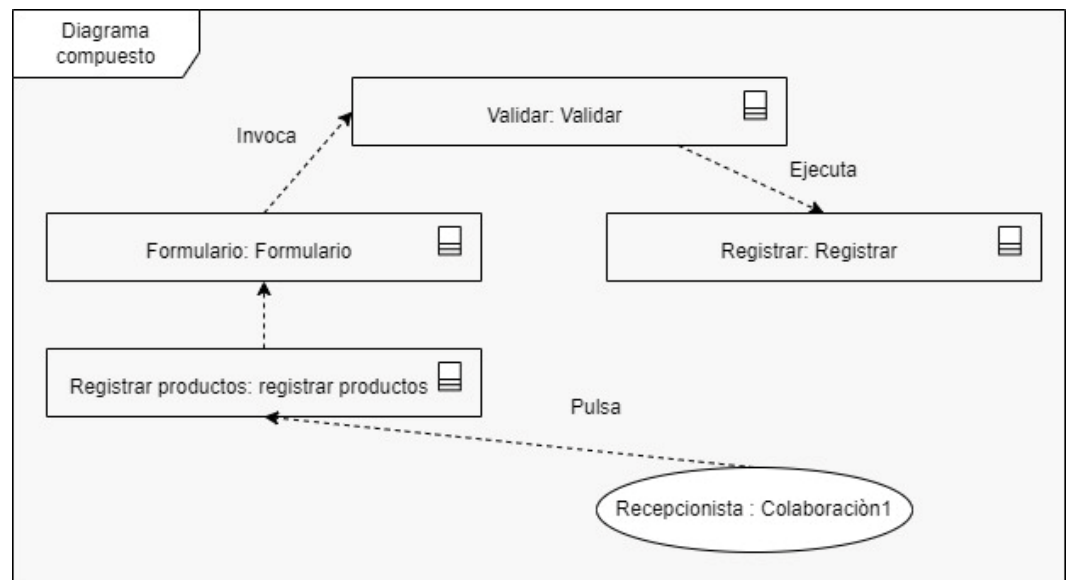 Diagrama
compuesto
Validar: Validar
Invoca
Ejecuta
Formulario: Formulario
Registrar: Registrar
Registrar productos: registrar productos
Pulsa
Recepcionista : Colaboraciòn1